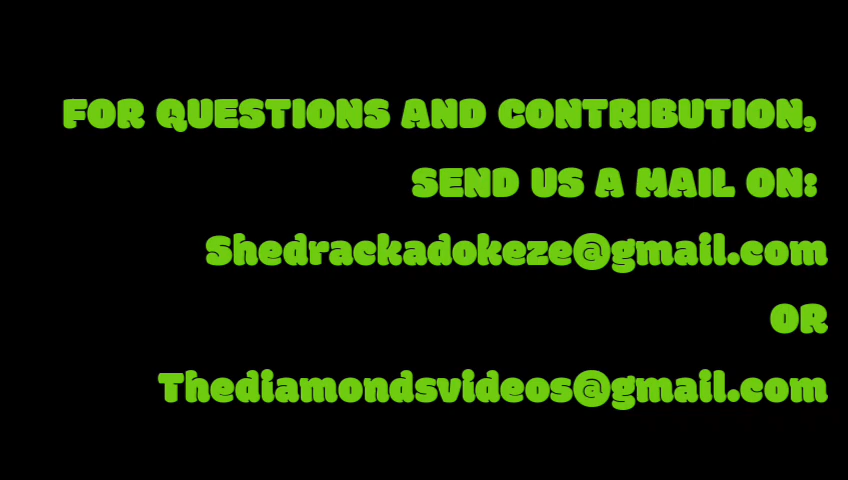 FOR QUESTIONS AND CONTRIBUTION,
SEND US A MAIL ON:
Shedrackadokeze@gmail.com
OR
Thediamondsvideos@gmail.com